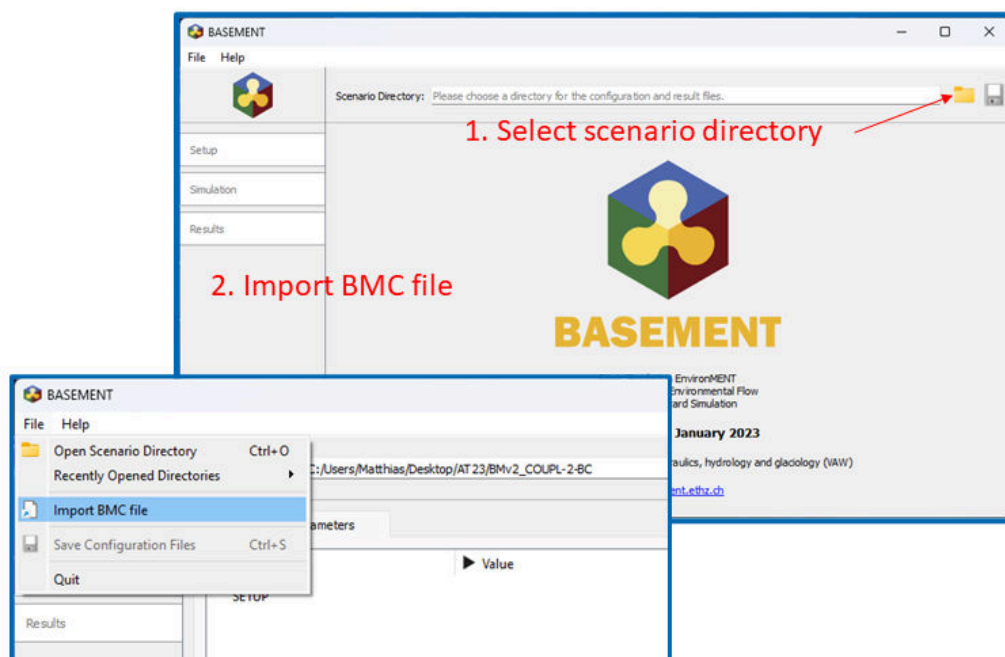 BASEMENT
File Help
Scenario Directory: Please choose a directory for the configuration and result files.
1. Select scenario directory
Setup
Simulation
Results
2. Import BMC file
BASEMENT
EnvironMENT
Environmental Flow
Simulation
January 2023
hydrology and glaciology (VAW)
ent.ethz.ch
BASEMENT
File Help
Open Scenario Directory Ctrl+O
Recently Opened Directories
C:/Users/Matthias/Desktop/AT23/BMv2_COUPL-2-BC
Import BMC file
Save Configuration Files Ctrl+S
Quit
Value
SETUP
Results